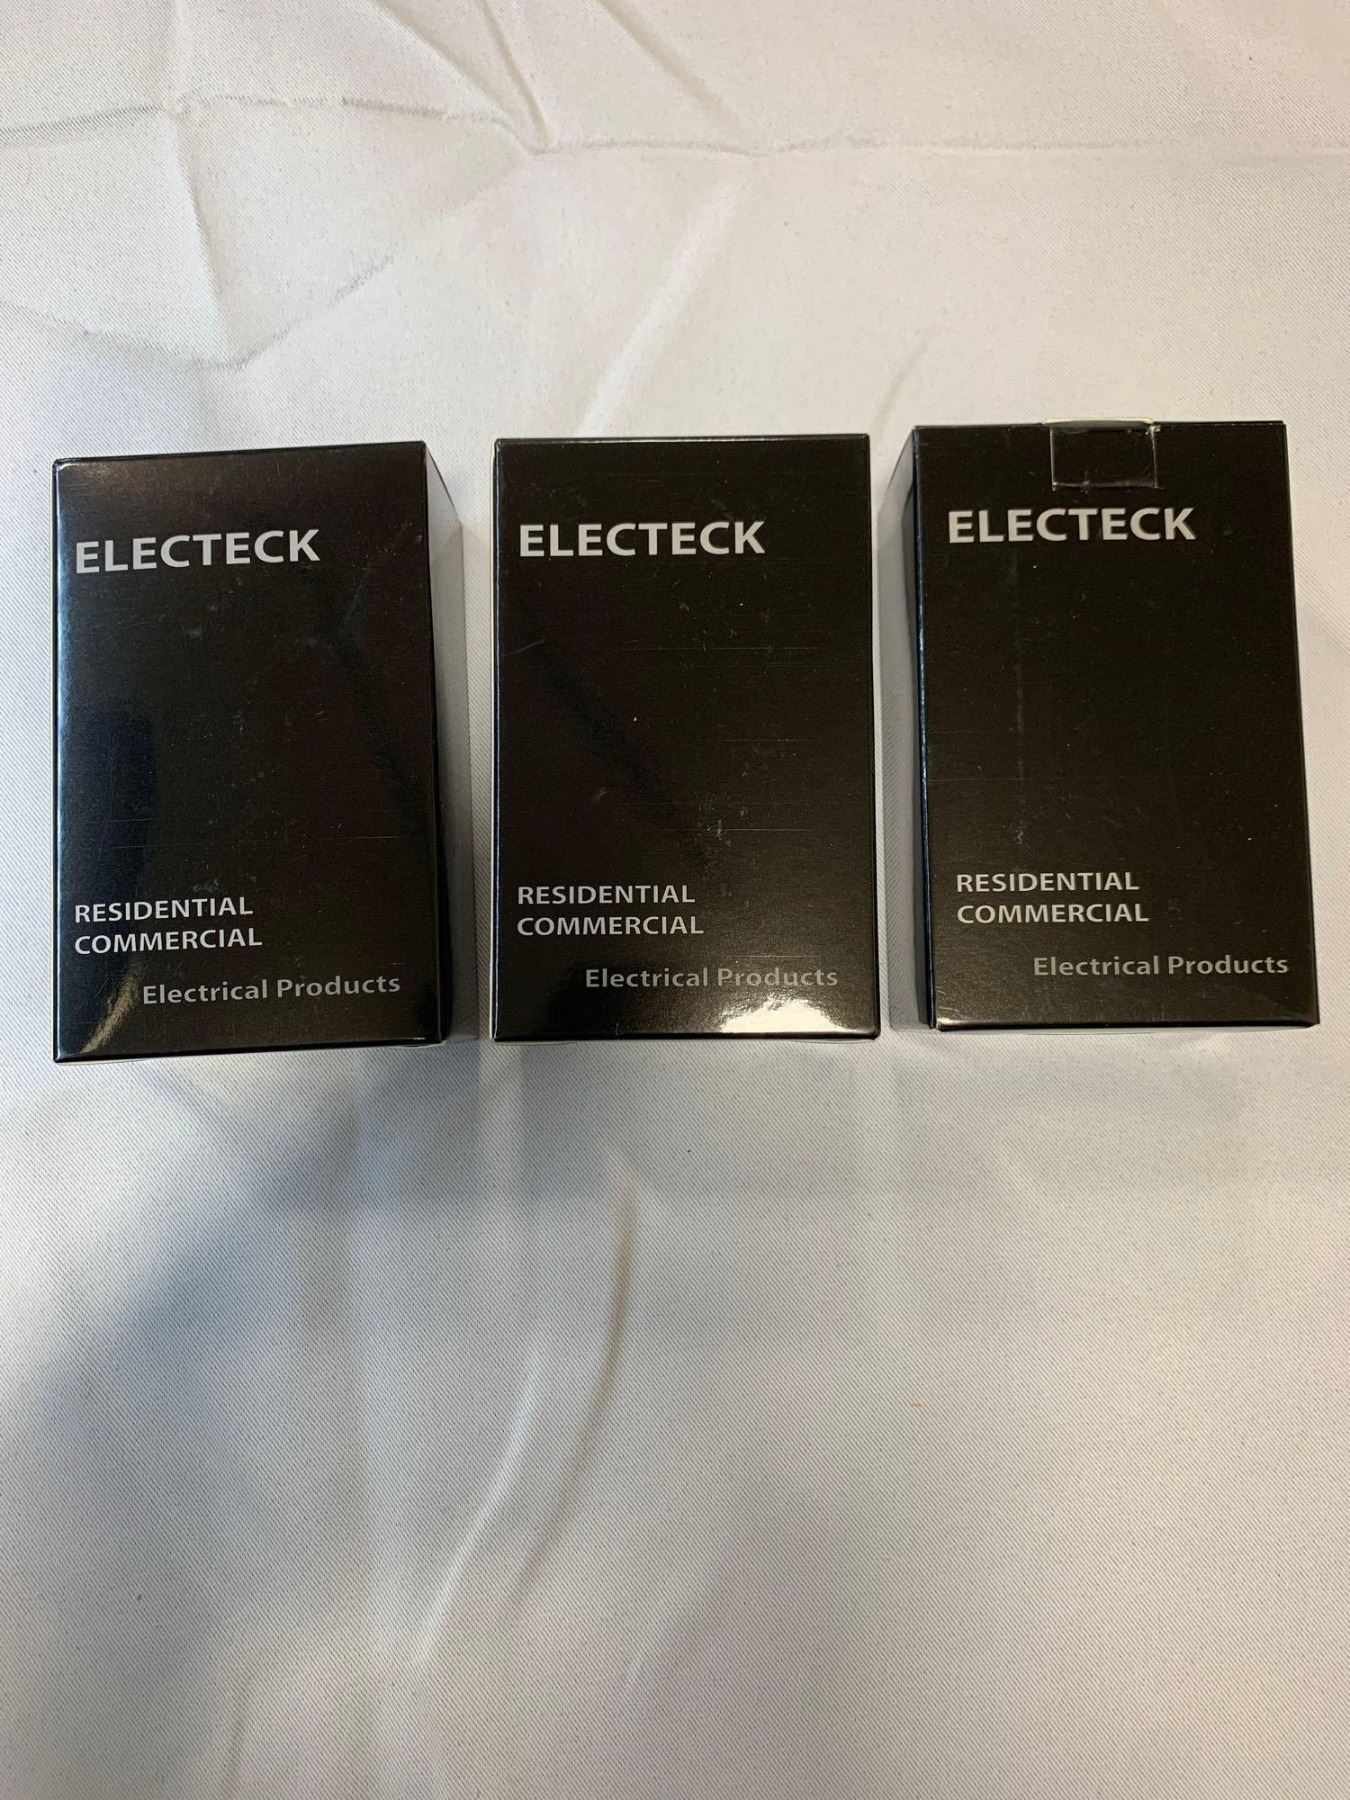 ELECTECK
RESIDENTIAL
COMMERCIAL
Electrical Products
ELECTECK
RESIDENTIAL
COMMERCIAL
Electrical Products
ELECTECK
RESIDENTIAL
COMMERCIAL
Electrical Products